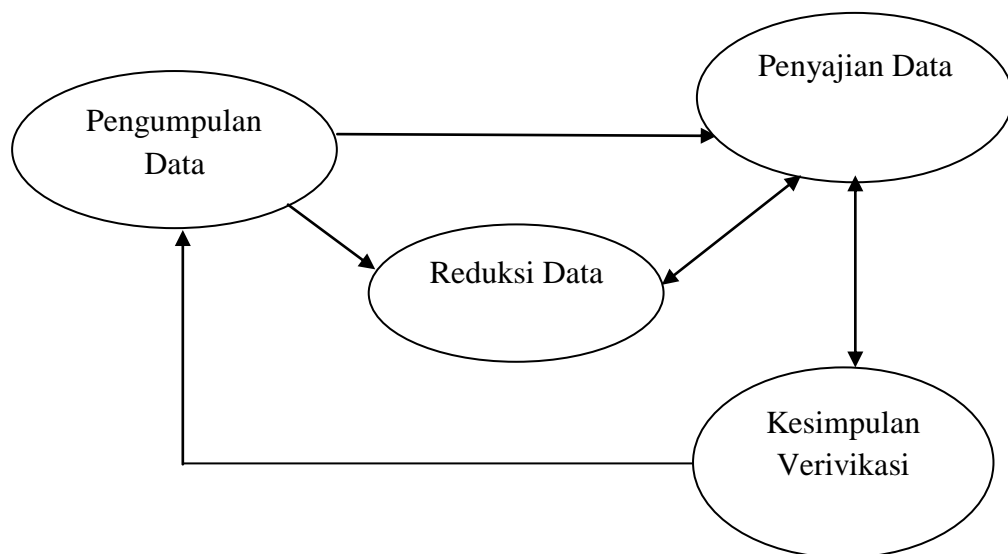 Pengumpulan
Data
Penyajian Data
Reduksi Data
Kesimpulan
Verivikasi